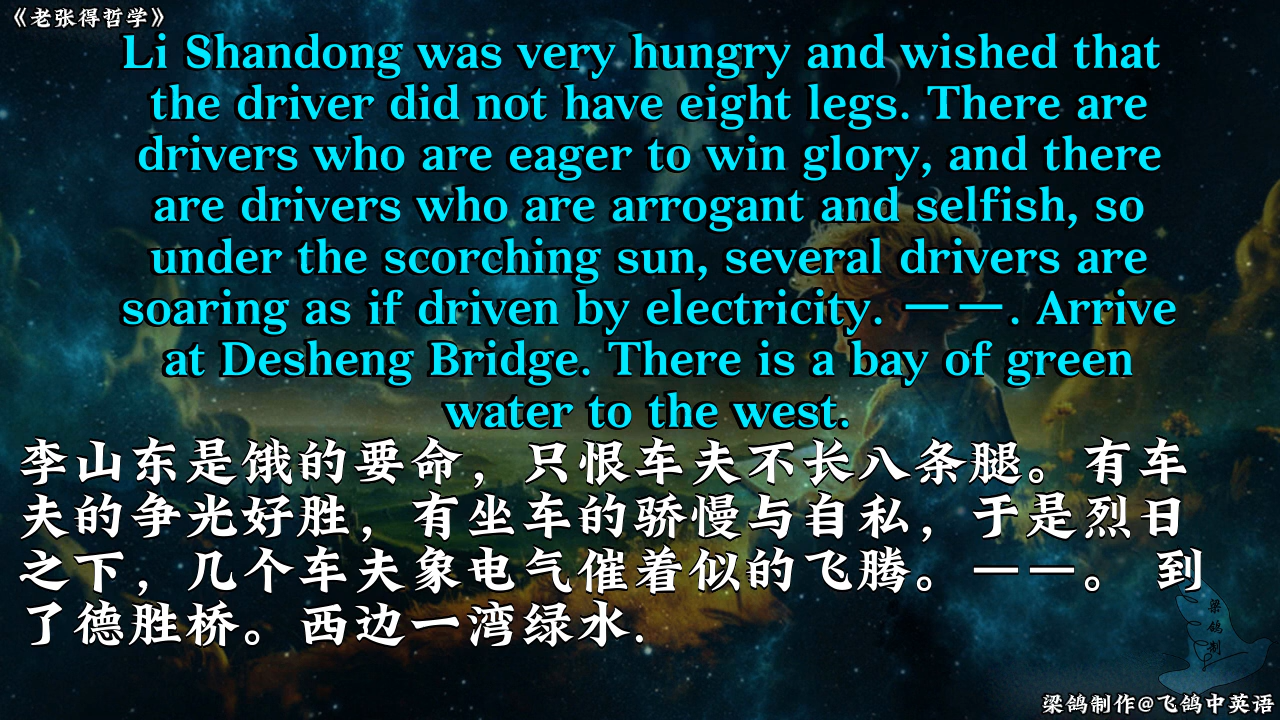 《老张得哲学》
Li Shandong was very hungry and wished that
the driver did not have eight legs. There are
drivers who are eager to win glory, and there
are drivers who are arrogant and selfish, so
under the scorching sun, several drivers are
soaring as if driven by electricity. ——. Arrive
at Desheng Bridge. There is a bay of green
water to the west.
李山东是饿的要命，只恨车夫不长八条腿。有车
夫的争光好胜，有坐车的骄慢与自私，于是烈日
之下，几个车夫象电气催着似的飞腾。——。 到
了德胜桥。西边一湾绿水.
梁鸽制
梁鸽制作@飞鸽中英语